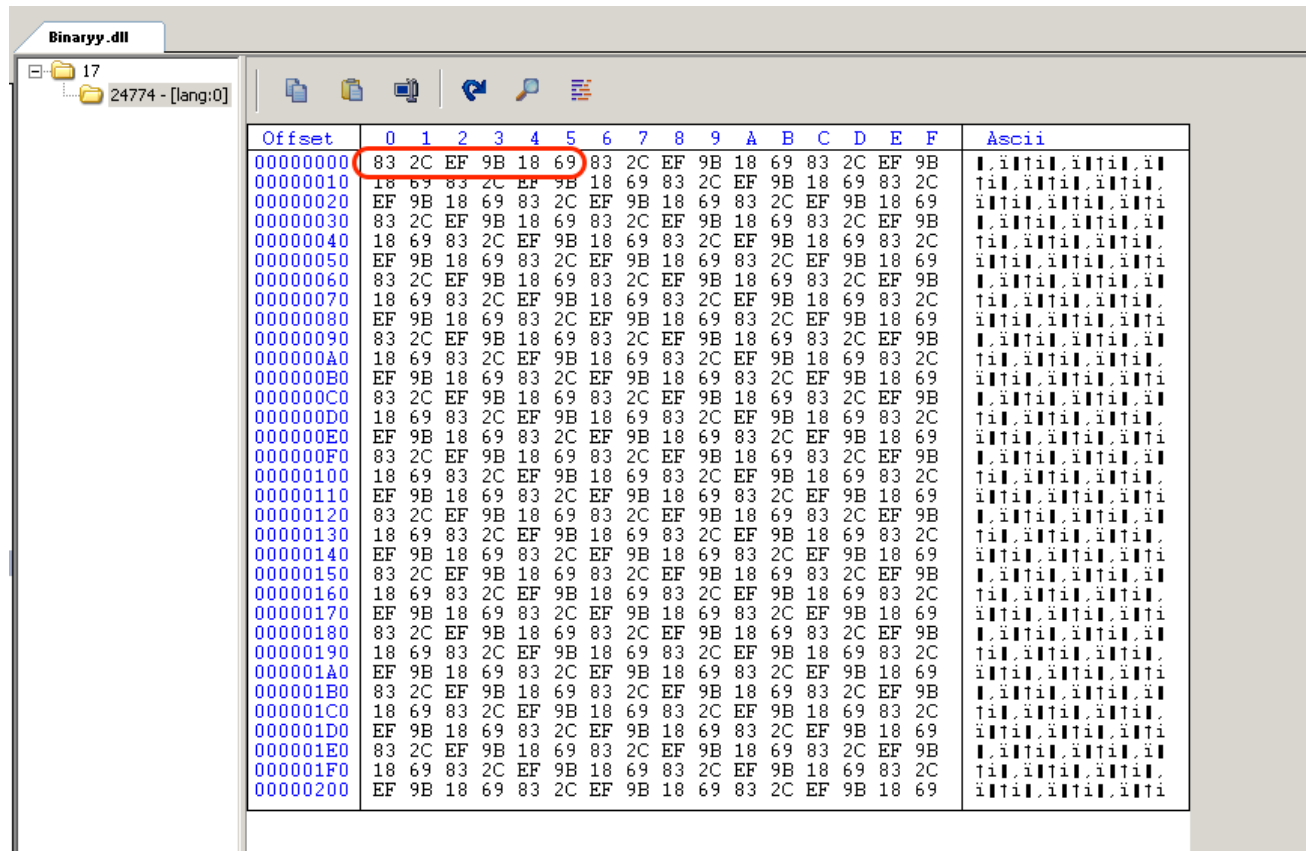 Binaryy.dll
17
24774 - [lang:0]
Offset 0 1 2 3 4 5 6 7 8 9 A B C D E F Ascii
00000000 83 2C EF 9B 18 69 83 2C EF 9B 18 69 83 2C EF 9B ▌,ï▌↑i▌,ï▌↑i▌,ï▌
00000010 18 69 83 2C EF 9B 18 69 83 2C EF 9B 18 69 83 2C ↑i▌,ï▌↑i▌,ï▌↑i▌,
00000020 EF 9B 18 69 83 2C EF 9B 18 69 83 2C EF 9B 18 69 ï▌↑i▌,ï▌↑i▌,ï▌↑i
00000030 83 2C EF 9B 18 69 83 2C EF 9B 18 69 83 2C EF 9B ▌,ï▌↑i▌,ï▌↑i▌,ï▌
00000040 18 69 83 2C EF 9B 18 69 83 2C EF 9B 18 69 83 2C ↑i▌,ï▌↑i▌,ï▌↑i▌,
00000050 EF 9B 18 69 83 2C EF 9B 18 69 83 2C EF 9B 18 69 ï▌↑i▌,ï▌↑i▌,ï▌↑i
00000060 83 2C EF 9B 18 69 83 2C EF 9B 18 69 83 2C EF 9B ▌,ï▌↑i▌,ï▌↑i▌,ï▌
00000070 18 69 83 2C EF 9B 18 69 83 2C EF 9B 18 69 83 2C ↑i▌,ï▌↑i▌,ï▌↑i▌,
00000080 EF 9B 18 69 83 2C EF 9B 18 69 83 2C EF 9B 18 69 ï▌↑i▌,ï▌↑i▌,ï▌↑i
00000090 83 2C EF 9B 18 69 83 2C EF 9B 18 69 83 2C EF 9B ▌,ï▌↑i▌,ï▌↑i▌,ï▌
000000A0 18 69 83 2C EF 9B 18 69 83 2C EF 9B 18 69 83 2C ↑i▌,ï▌↑i▌,ï▌↑i▌,
000000B0 EF 9B 18 69 83 2C EF 9B 18 69 83 2C EF 9B 18 69 ï▌↑i▌,ï▌↑i▌,ï▌↑i
000000C0 83 2C EF 9B 18 69 83 2C EF 9B 18 69 83 2C EF 9B ▌,ï▌↑i▌,ï▌↑i▌,ï▌
000000D0 18 69 83 2C EF 9B 18 69 83 2C EF 9B 18 69 83 2C ↑i▌,ï▌↑i▌,ï▌↑i▌,
000000E0 EF 9B 18 69 83 2C EF 9B 18 69 83 2C EF 9B 18 69 ï▌↑i▌,ï▌↑i▌,ï▌↑i
000000F0 83 2C EF 9B 18 69 83 2C EF 9B 18 69 83 2C EF 9B ▌,ï▌↑i▌,ï▌↑i▌,ï▌
00000100 18 69 83 2C EF 9B 18 69 83 2C EF 9B 18 69 83 2C ↑i▌,ï▌↑i▌,ï▌↑i▌,
00000110 EF 9B 18 69 83 2C EF 9B 18 69 83 2C EF 9B 18 69 ï▌↑i▌,ï▌↑i▌,ï▌↑i
00000120 83 2C EF 9B 18 69 83 2C EF 9B 18 69 83 2C EF 9B ▌,ï▌↑i▌,ï▌↑i▌,ï▌
00000130 18 69 83 2C EF 9B 18 69 83 2C EF 9B 18 69 83 2C ↑i▌,ï▌↑i▌,ï▌↑i▌,
00000140 EF 9B 18 69 83 2C EF 9B 18 69 83 2C EF 9B 18 69 ï▌↑i▌,ï▌↑i▌,ï▌↑i
00000150 83 2C EF 9B 18 69 83 2C EF 9B 18 69 83 2C EF 9B ▌,ï▌↑i▌,ï▌↑i▌,ï▌
00000160 18 69 83 2C EF 9B 18 69 83 2C EF 9B 18 69 83 2C ↑i▌,ï▌↑i▌,ï▌↑i▌,
00000170 EF 9B 18 69 83 2C EF 9B 18 69 83 2C EF 9B 18 69 ï▌↑i▌,ï▌↑i▌,ï▌↑i
00000180 83 2C EF 9B 18 69 83 2C EF 9B 18 69 83 2C EF 9B ▌,ï▌↑i▌,ï▌↑i▌,ï▌
00000190 18 69 83 2C EF 9B 18 69 83 2C EF 9B 18 69 83 2C ↑i▌,ï▌↑i▌,ï▌↑i▌,
000001A0 EF 9B 18 69 83 2C EF 9B 18 69 83 2C EF 9B 18 69 ï▌↑i▌,ï▌↑i▌,ï▌↑i
000001B0 83 2C EF 9B 18 69 83 2C EF 9B 18 69 83 2C EF 9B ▌,ï▌↑i▌,ï▌↑i▌,ï▌
000001C0 18 69 83 2C EF 9B 18 69 83 2C EF 9B 18 69 83 2C ↑i▌,ï▌↑i▌,ï▌↑i▌,
000001D0 EF 9B 18 69 83 2C EF 9B 18 69 83 2C EF 9B 18 69 ï▌↑i▌,ï▌↑i▌,ï▌↑i
000001E0 83 2C EF 9B 18 69 83 2C EF 9B 18 69 83 2C EF 9B ▌,ï▌↑i▌,ï▌↑i▌,ï▌
000001F0 18 69 83 2C EF 9B 18 69 83 2C EF 9B 18 69 83 2C ↑i▌,ï▌↑i▌,ï▌↑i▌,
00000200 EF 9B 18 69 83 2C EF 9B 18 69 83 2C EF 9B 18 69 ï▌↑i▌,ï▌↑i▌,ï▌↑i